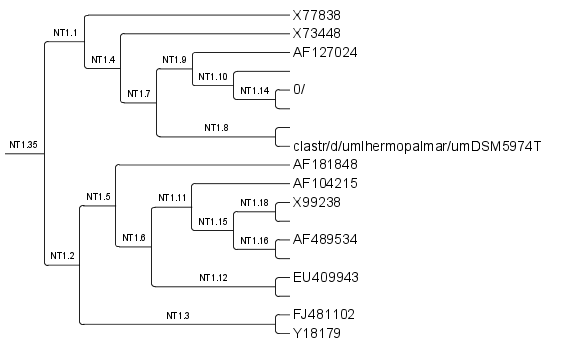 X77838
NT1.1
X73448
AF127024
NT1.4
NT1.9
NT1.10
NT1.14
0/
NT1.7
NT1.8
NT1.35
clastr/d/umlhermopalmar/umDSM5974T
AF181848
AF104215
NT1.5
NT1.11
NT1.18
X99238
NT1.15
NT1.6
NT1.16
AF489534
NT1.2
NT1.12
EU409943
NT1.3
FJ481102
Y18179